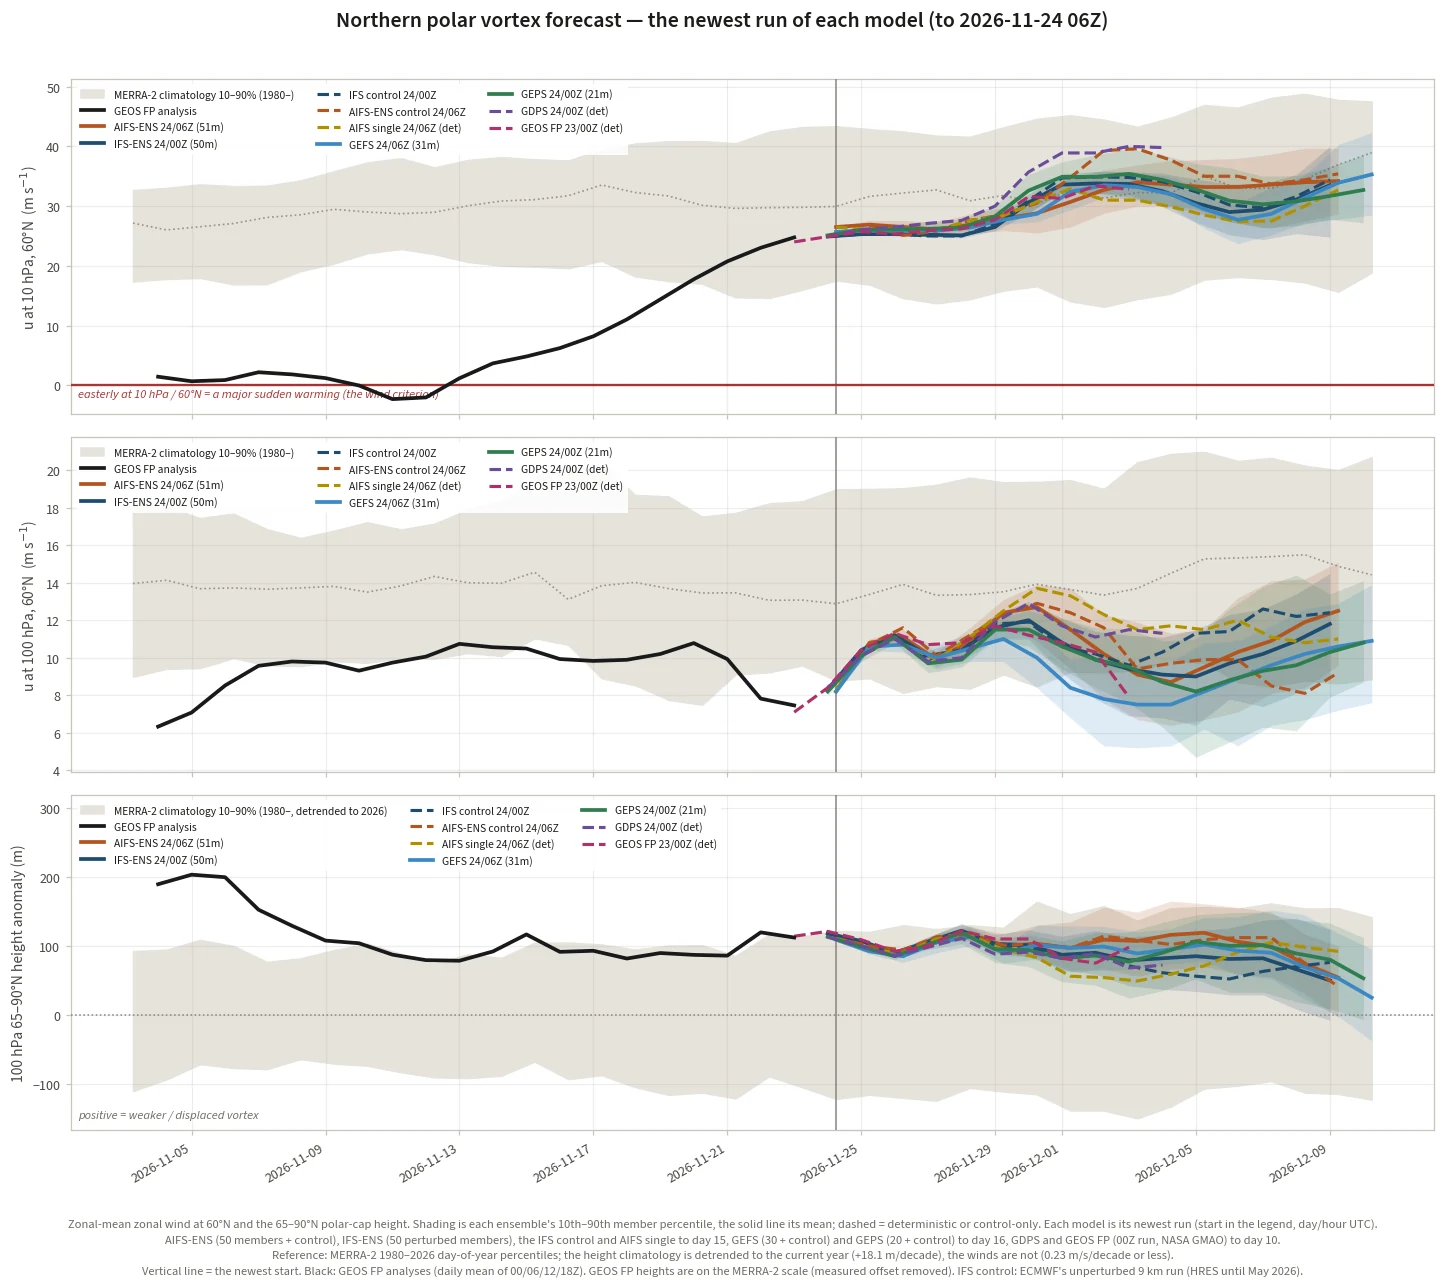 Northern polar vortex forecast — the newest run of each model (to 2026-11-24 06Z)
MERRA-2 climatology 10–90% (1980–)
GEOS FP analysis
AIFS-ENS 24/06Z (51m)
IFS-ENS 24/00Z (50m)
IFS control 24/00Z
AIFS-ENS control 24/06Z
AIFS single 24/06Z (det)
GEFS 24/06Z (31m)
GEPS 24/00Z (21m)
GDPS 24/00Z (det)
GEOS FP 23/00Z (det)
u at 10 hPa, 60°N (m s⁻¹)
50
40
30
20
10
0
easterly at 10 hPa / 60°N = a major sudden warming (the wind criterion)
MERRA-2 climatology 10–90% (1980–)
GEOS FP analysis
AIFS-ENS 24/06Z (51m)
IFS-ENS 24/00Z (50m)
IFS control 24/00Z
AIFS-ENS control 24/06Z
AIFS single 24/06Z (det)
GEFS 24/06Z (31m)
GEPS 24/00Z (21m)
GDPS 24/00Z (det)
GEOS FP 23/00Z (det)
u at 100 hPa, 60°N (m s⁻¹)
20
18
16
14
12
10
8
6
4
MERRA-2 climatology 10–90% (1980–, detrended to 2026)
GEOS FP analysis
AIFS-ENS 24/06Z (51m)
IFS-ENS 24/00Z (50m)
IFS control 24/00Z
AIFS-ENS control 24/06Z
AIFS single 24/06Z (det)
GEFS 24/06Z (31m)
GEPS 24/00Z (21m)
GDPS 24/00Z (det)
GEOS FP 23/00Z (det)
100 hPa 65–90°N height anomaly (m)
300
200
100
0
−100
positive = weaker / displaced vortex
2026-11-05
2026-11-09
2026-11-13
2026-11-17
2026-11-21
2026-11-25
2026-11-29
2026-12-01
2026-12-05
2026-12-09
Zonal-mean zonal wind at 60°N and the 65–90°N polar-cap height. Shading is each ensemble's 10th–90th member percentile, the solid line its mean; dashed = deterministic or control-only. Each model is its newest run (start in the legend, day/hour UTC).
AIFS-ENS (50 members + control), IFS-ENS (50 perturbed members), the IFS control and AIFS single to day 15, GEFS (30 + control) and GEPS (20 + control) to day 16, GDPS and GEOS FP (00Z run, NASA GMAO) to day 10.
Reference: MERRA-2 1980–2026 day-of-year percentiles; the height climatology is detrended to the current year (+18.1 m/decade), the winds are not (0.23 m/s/decade or less).
Vertical line = the newest start. Black: GEOS FP analyses (daily mean of 00/06/12/18Z). GEOS FP heights are on the MERRA-2 scale (measured offset removed). IFS control: ECMWF's unperturbed 9 km run (HRES until May 2026).